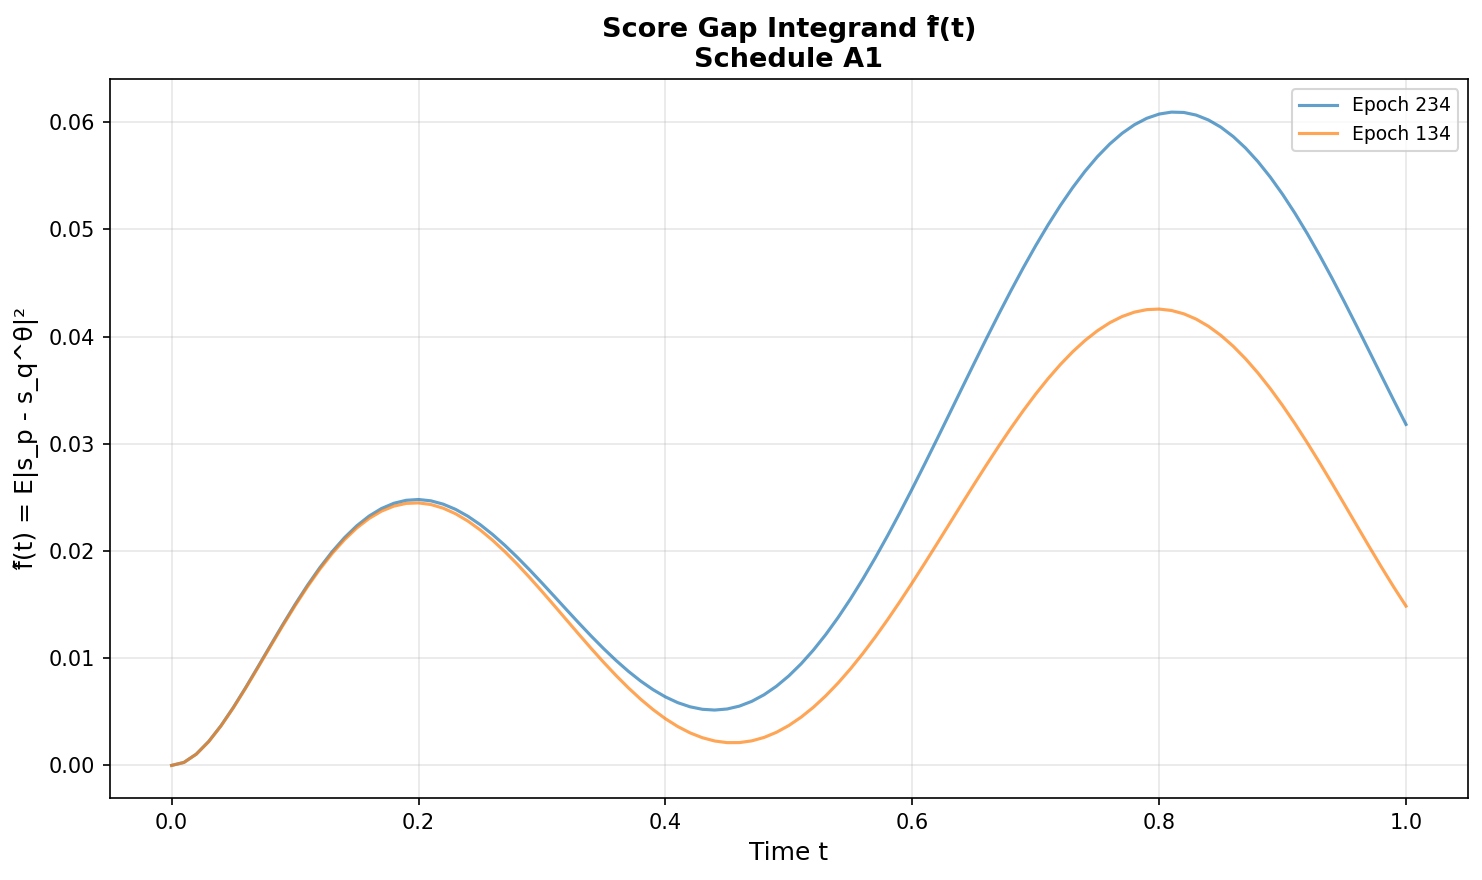 Score Gap Integrand f̂(t)
Schedule A1
Epoch 234
Epoch 134
f̂(t) = E|s_p - s_q^θ|²
0.06
0.05
0.04
0.03
0.02
0.01
0.00
0.0 0.2 0.4 0.6 0.8 1.0
Time t